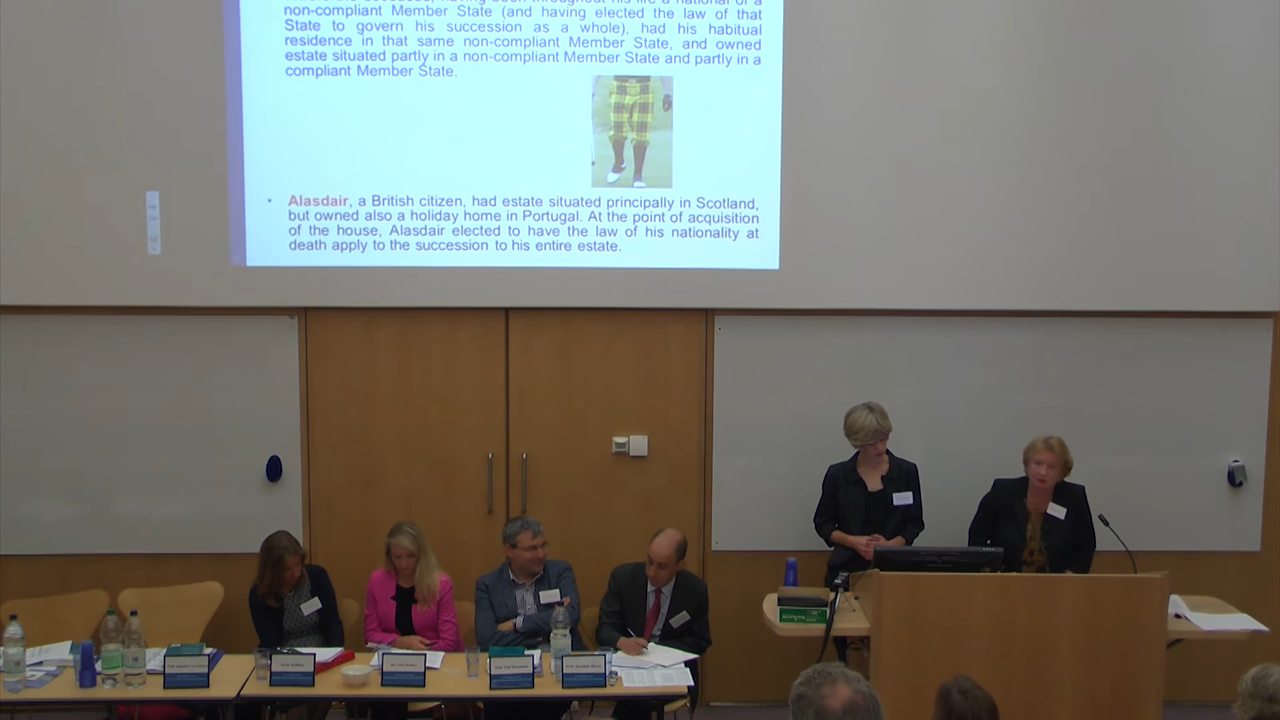 non-compliant Member State (and having elected the law of that
State to govern his succession as a whole), had his habitual
residence in that same non-compliant Member State, and owned
estate situated partly in a non-compliant Member State and partly in a
compliant Member State.
• Alasdair, a British citizen, had estate situated principally in Scotland,
but owned also a holiday home in Portugal. At the point of acquisition
of the house, Alasdair elected to have the law of his nationality at
death apply to the succession to his entire estate.